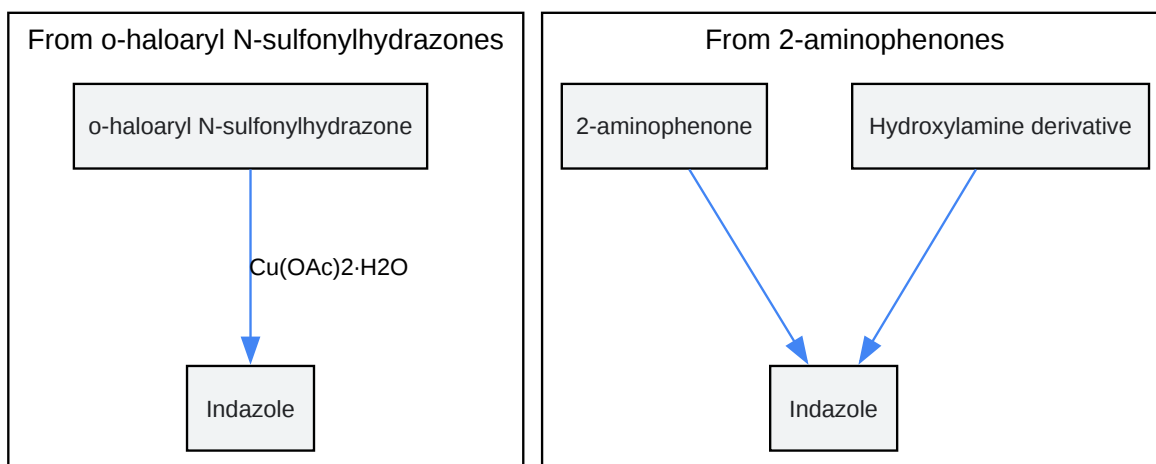 From o-haloaryl N-sulfonylhydrazones
o-haloaryl N-sulfonylhydrazone
Cu(OAc)2·H2O
Indazole
From 2-aminophenones
2-aminophenone
Hydroxylamine derivative
Indazole